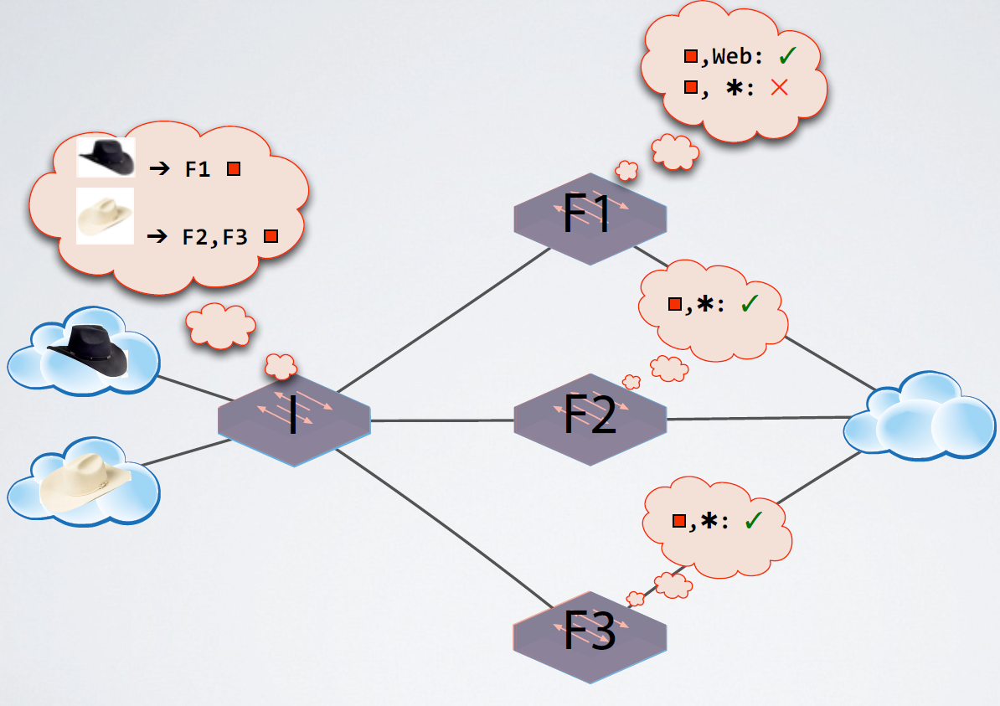 ■,Web: ✓
■, *: ✕
➔ F1 ■
➔ F2,F3 ■
F1
■,*: ✓
I
F2
■,*: ✓
F3